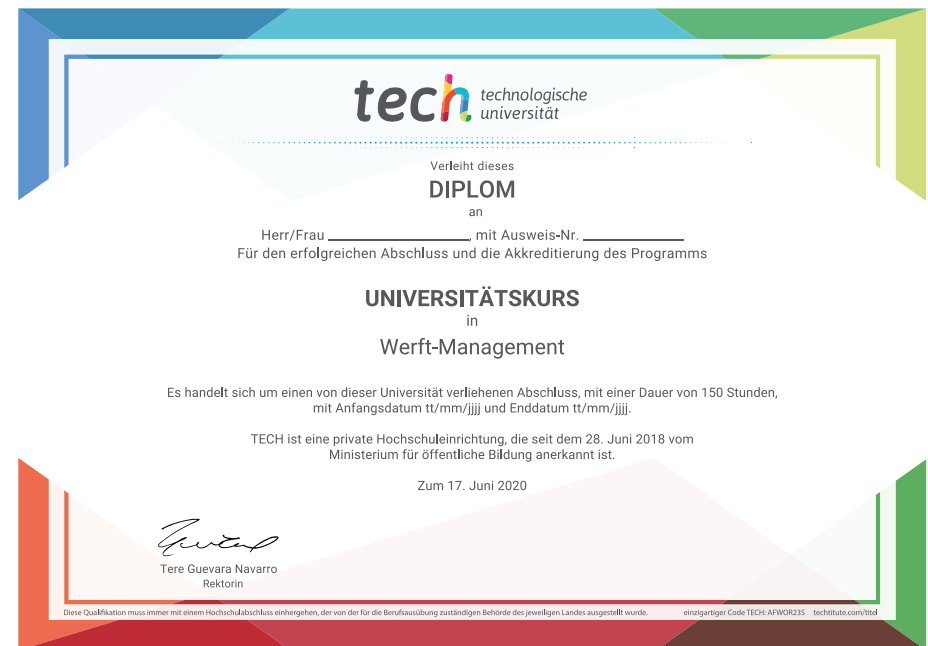 tech technologische
universität
Verleiht dieses
DIPLOM
an
Herr/Frau ____________________, mit Ausweis-Nr. ______________
Für den erfolgreichen Abschluss und die Akkreditierung des Programms
UNIVERSITÄTSKURS
in
Werft-Management
Es handelt sich um einen von dieser Universität verliehenen Abschluss, mit einer Dauer von 150 Stunden,
mit Anfangsdatum tt/mm/jjjj und Enddatum tt/mm/jjjj.
TECH ist eine private Hochschuleinrichtung, die seit dem 28. Juni 2018 vom
Ministerium für öffentliche Bildung anerkannt ist.
Zum 17. Juni 2020
Tere Guevara Navarro
Rektorin
Diese Qualifikation muss immer mit einem Hochschulabschluss einhergehen, der von der für die Berufsausübung zuständigen Behörde des jeweiligen Landes ausgestellt wurde. einzigartiger Code TECH: AFWOR23S techtitute.com/titel